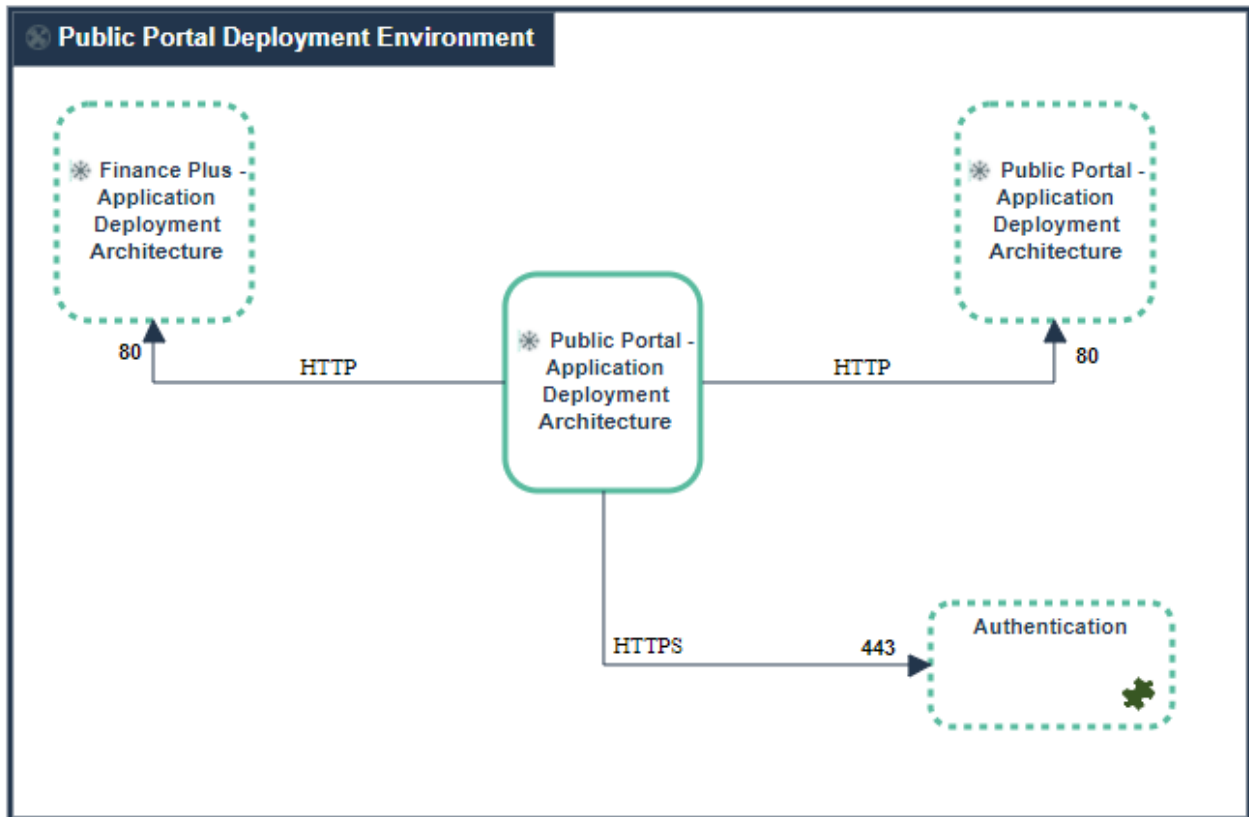 Public Portal Deployment Environment
Finance Plus -
Application
Deployment
Architecture
Public Portal -
Application
Deployment
Architecture
Public Portal -
Application
Deployment
Architecture
80
HTTP
HTTP
80
HTTPS
443
Authentication